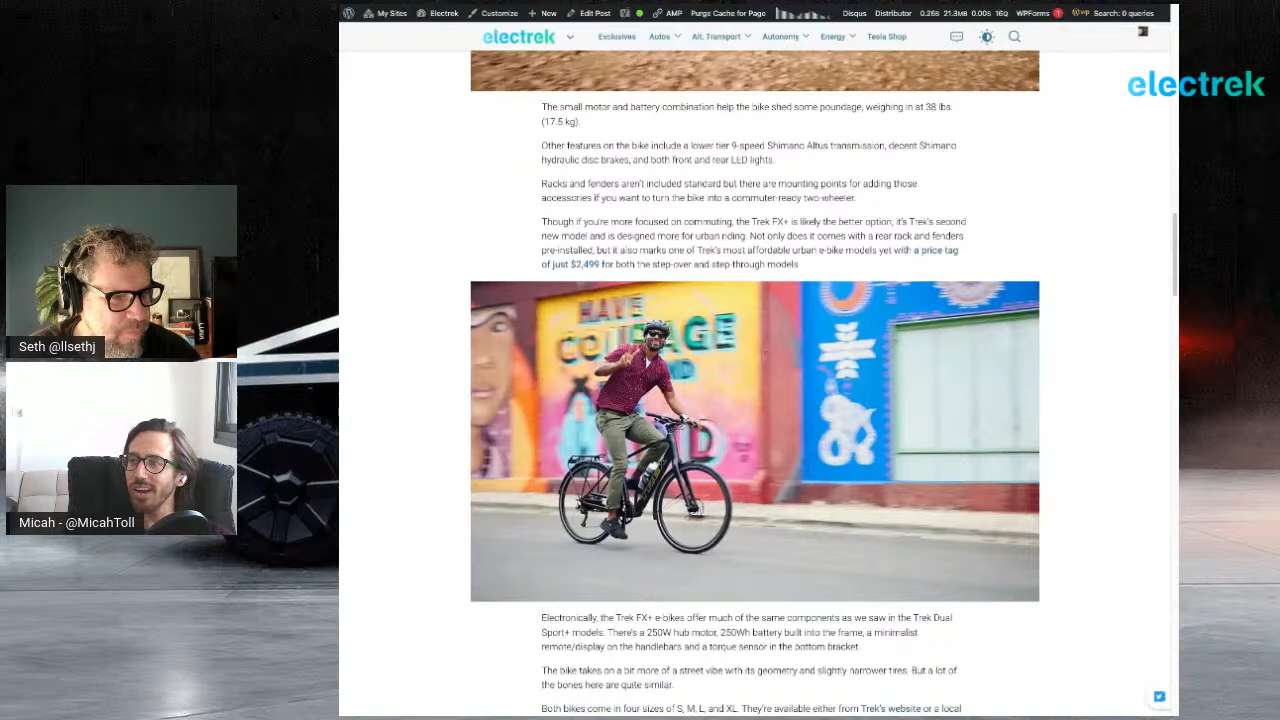 My Sites
Electrek
Customize
New
Edit Post
AMP
Purge Cache for Page
Disqus
Distributor
0.26s 21.3MB 0.00s 16Q
WPForms 1
vip
Search: 0 queries
electrek
Exclusives
Autos
Alt. Transport
Autonomy
Energy
Tesla Shop
electrek
The small motor and battery combination help the bike shed some poundage, weighing in at 38 lbs.
(17.5 kg).
Other features on the bike include a lower tier 9-speed Shimano Altus transmission, decent Shimano
hydraulic disc brakes, and both front and rear LED lights.
Racks and fenders aren't included standard but there are mounting points for adding those
accessories if you want to turn the bike into a commuter-ready two-wheeler.
Though if you're more focused on commuting, the Trek FX+ is likely the better option; it's Trek's second
new model and is designed more for urban riding. Not only does it comes with a rear rack and fenders
pre-installed, but it also marks one of Trek's most affordable urban e-bike models yet with a price tag
of just $2,499 for both the step-over and step-through models
HAVE
COURAGE
Seth @llsethj
Micah - @MicahToll
Electronically, the Trek FX+ e-bikes offer much of the same components as we saw in the Trek Dual
Sport+ models. There's a 250W hub motor, 250Wh battery built into the frame, a minimalist
remote/display on the handlebars and a torque sensor in the bottom bracket.
The bike takes on a bit more of a street vibe with its geometry and slightly narrower tires. But a lot of
the bones here are quite similar.
Both bikes come in four sizes of S, M, L, and XL. They're available either from Trek's website or a local